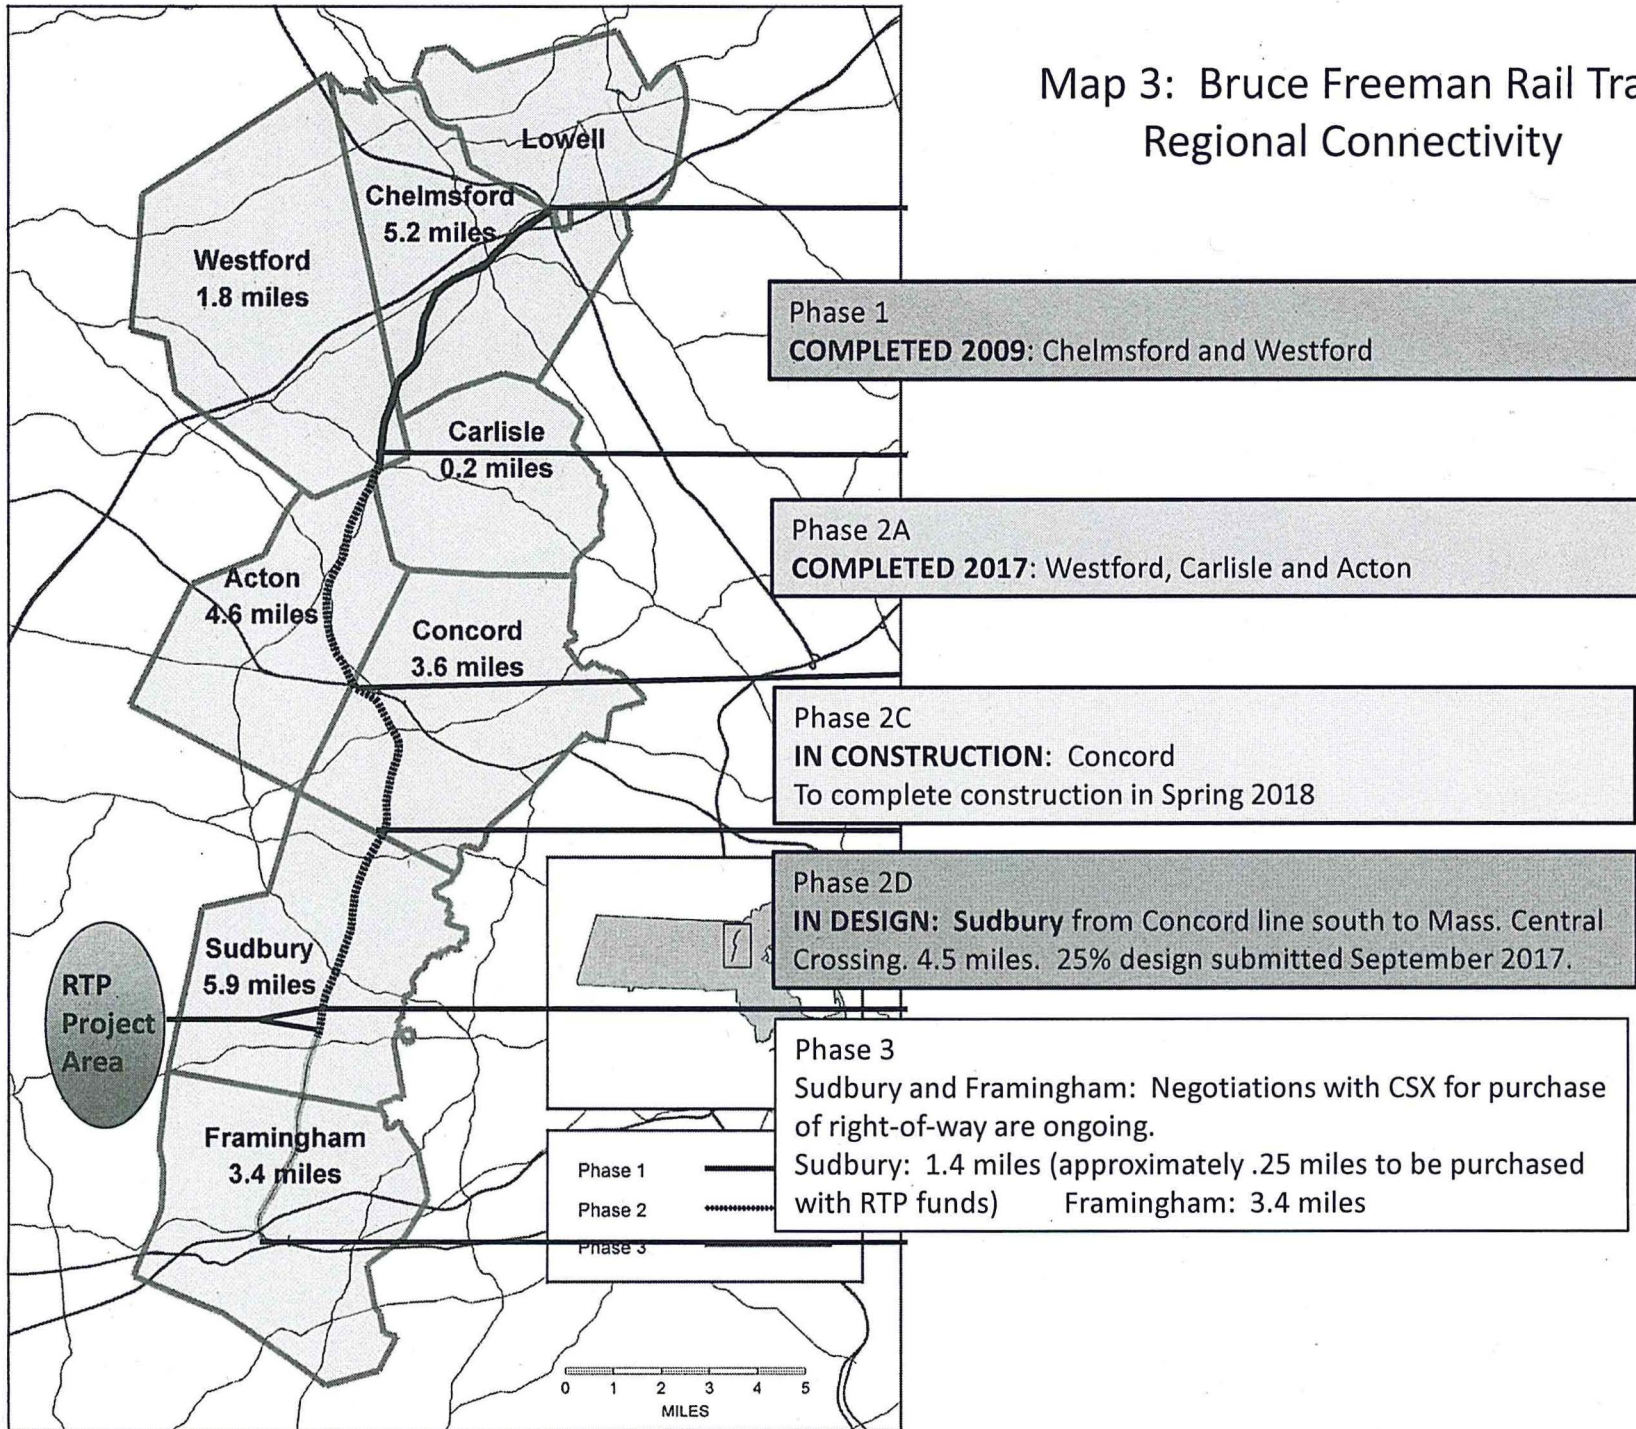 Map 3: Bruce Freeman Rail Tra
Regional Connectivity
Lowell
Chelmsford
5.2 miles
Westford
1.8 miles
Phase 1
COMPLETED 2009: Chelmsford and Westford
Carlisle
0.2 miles
Phase 2A
COMPLETED 2017: Westford, Carlisle and Acton
Acton
4.6 miles
Concord
3.6 miles
Phase 2C
IN CONSTRUCTION: Concord
To complete construction in Spring 2018
Phase 2D
IN DESIGN: Sudbury from Concord line south to Mass. Central
Crossing. 4.5 miles. 25% design submitted September 2017.
Sudbury
5.9 miles
RTP
Project
Area
Phase 3
Sudbury and Framingham: Negotiations with CSX for purchase
of right-of-way are ongoing.
Sudbury: 1.4 miles (approximately .25 miles to be purchased
with RTP funds) Framingham: 3.4 miles
Framingham
3.4 miles
Phase 1
Phase 2
Phase 3
0 1 2 3 4 5
MILES